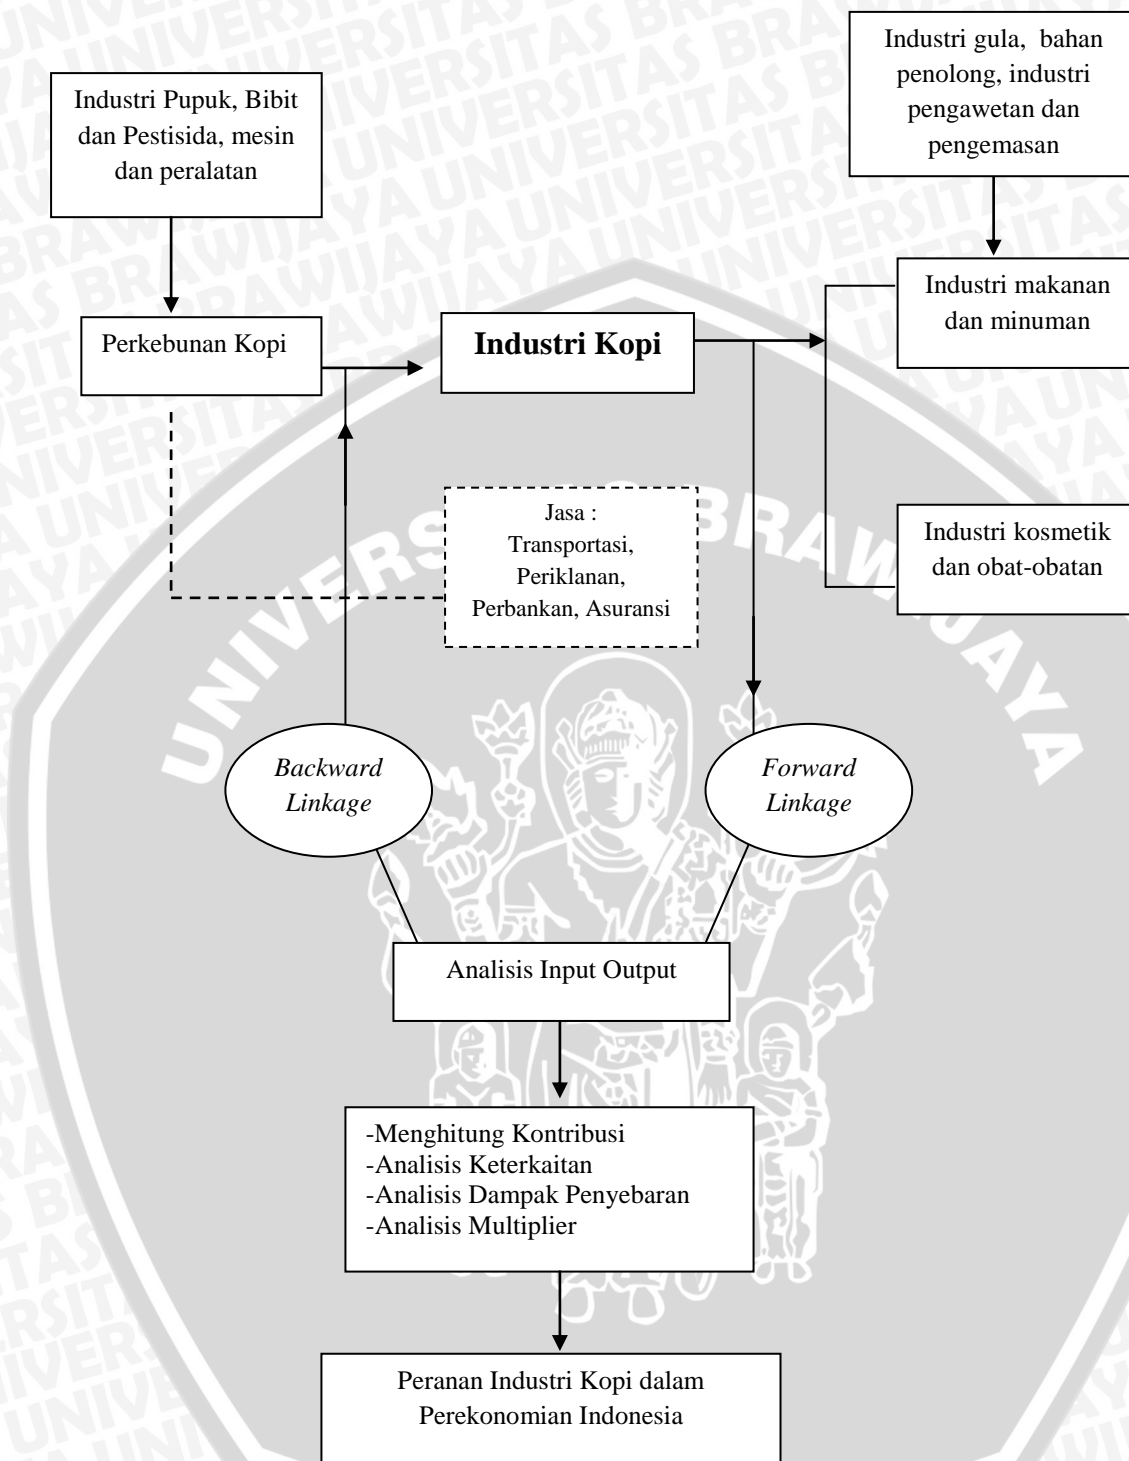 Industri gula, bahan
penolong, industri
pengawetan dan
pengemasan
Industri Pupuk, Bibit
dan Pestisida, mesin
dan peralatan
Industri makanan
dan minuman
Perkebunan Kopi
Industri Kopi
Jasa :
Transportasi,
Periklanan,
Perbankan, Asuransi
Industri kosmetik
dan obat-obatan
UNIVERSITAS BRAWIJAYA
Backward
Linkage
Forward
Linkage
Analisis Input Output
-Menghitung Kontribusi
-Analisis Keterkaitan
-Analisis Dampak Penyebaran
-Analisis Multiplier
Peranan Industri Kopi dalam
Perekonomian Indonesia